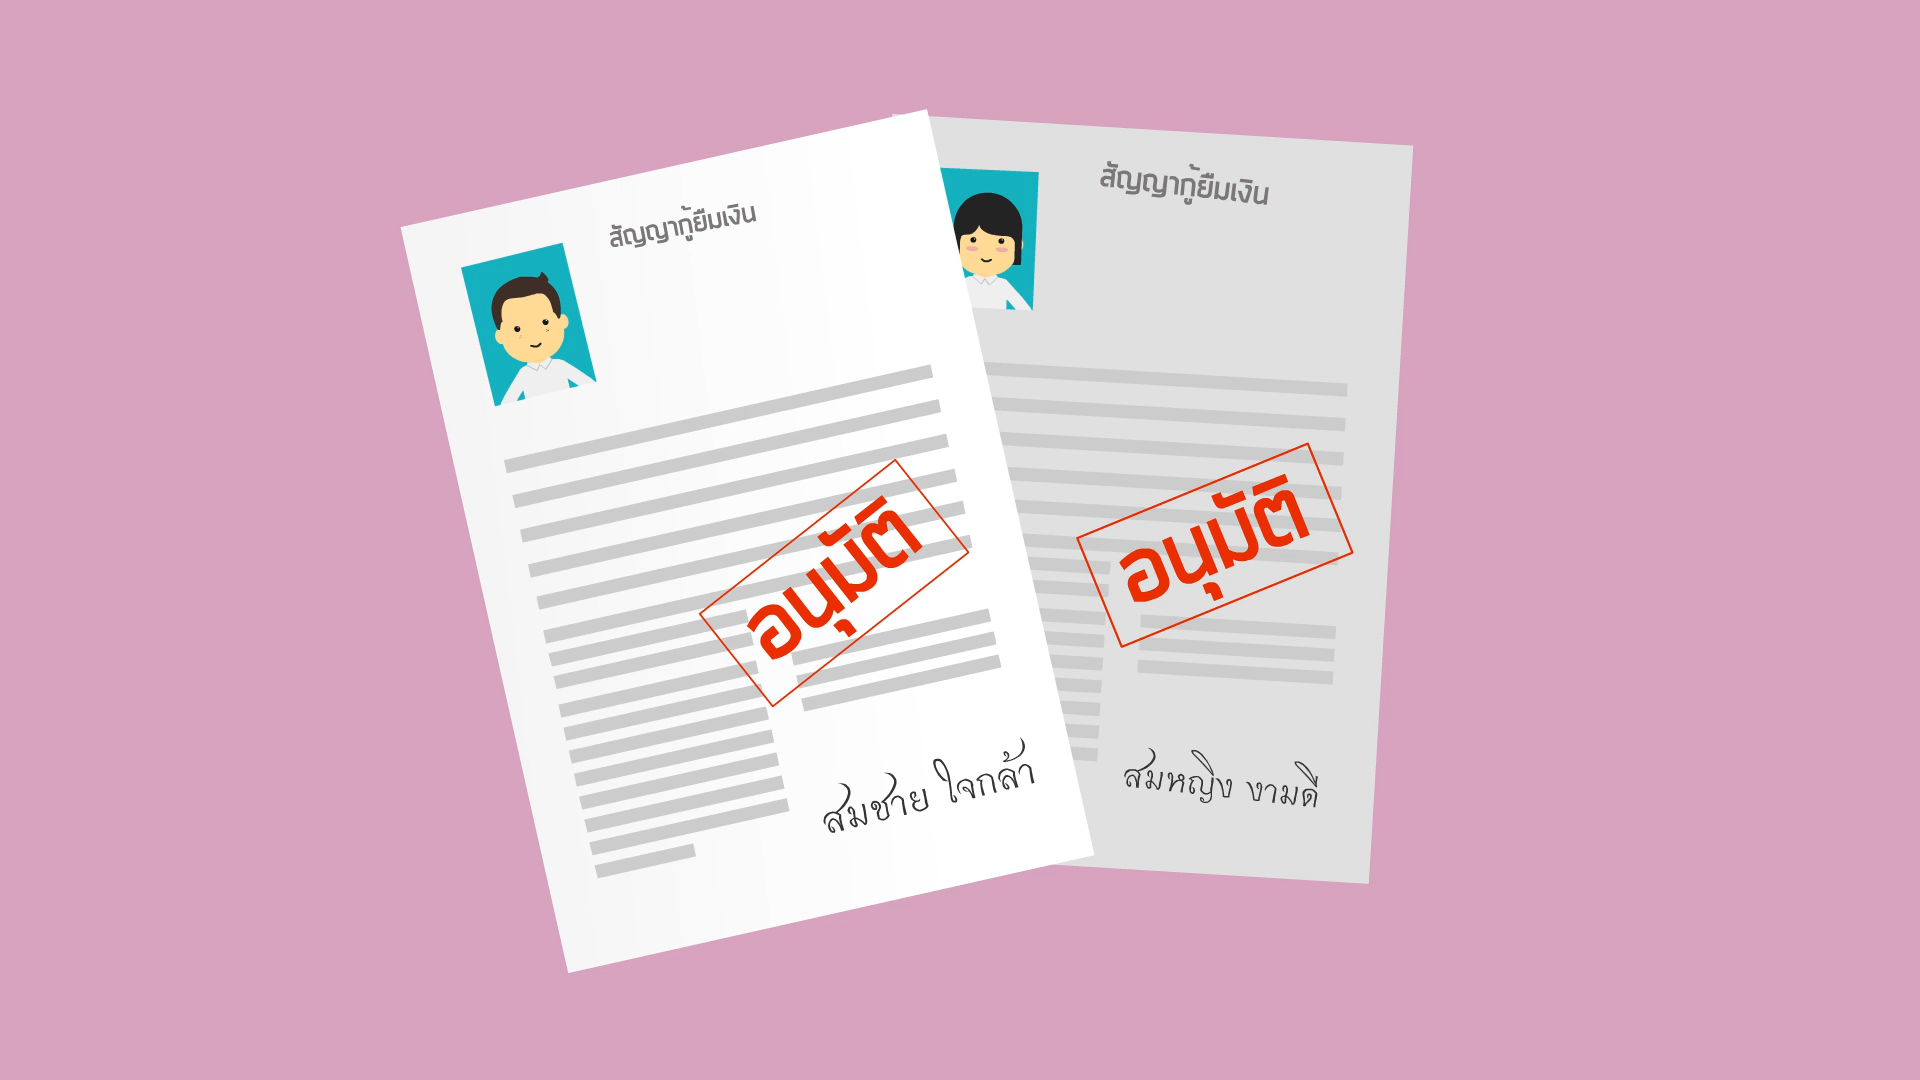 สัญญากู้ยืมเงิน
อนุมัติ
สมชาย ใจกล้า
สัญญากู้ยืมเงิน
อนุมัติ
สมหญิง งามดี